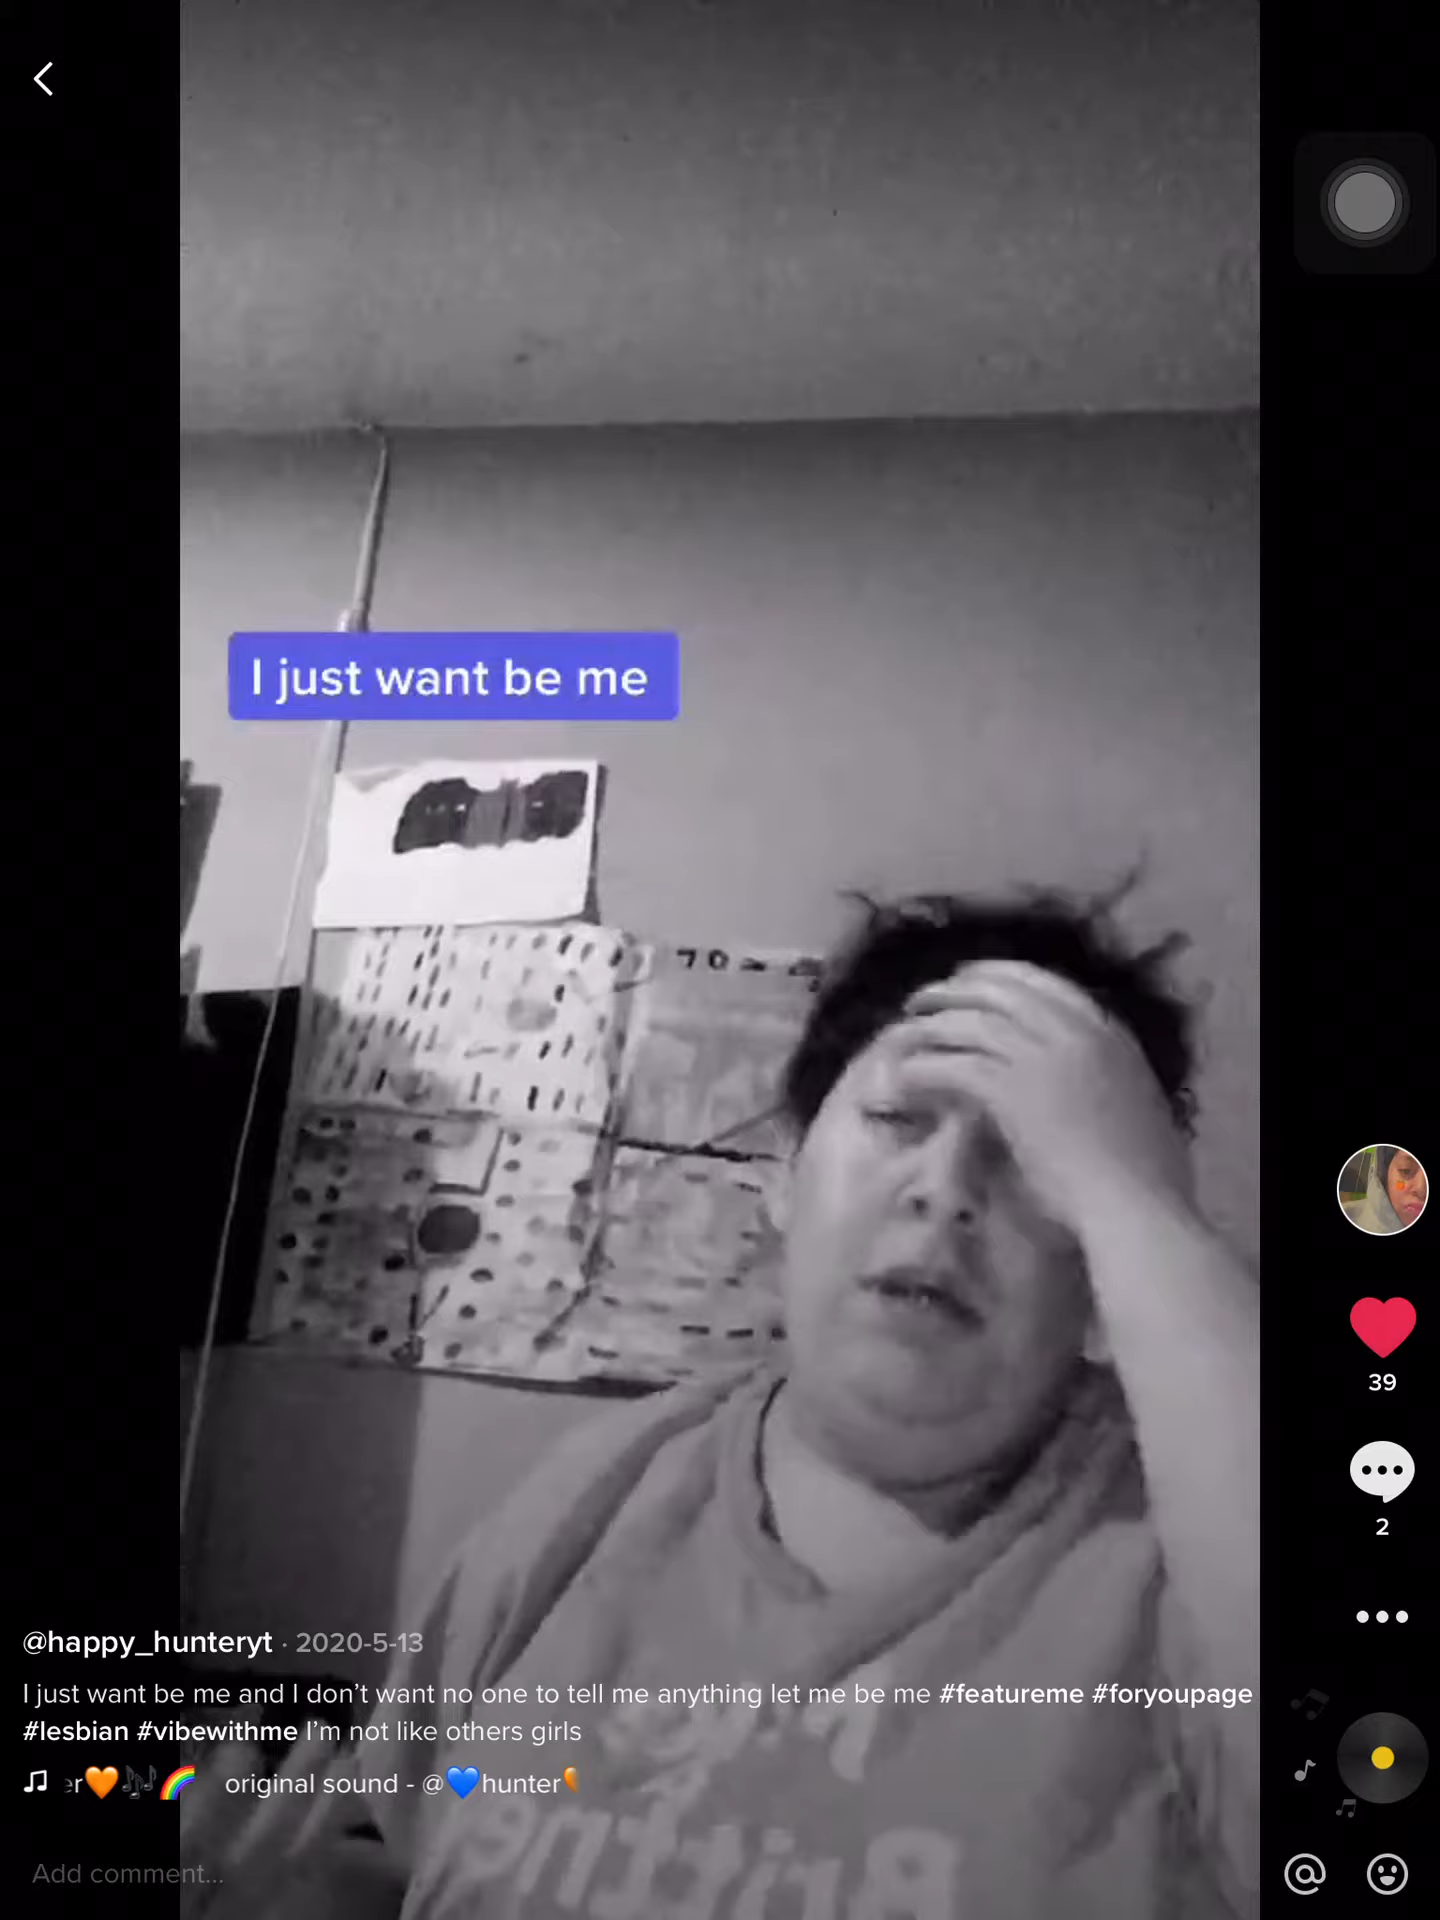 I just want be me
@happy_hunteryt · 2020-5-13
I just want be me and I don't want no one to tell me anything let me be me #featureme #foryoupage
#lesbian #vibewithme I'm not like others girls
er🧡🎶🌈 original sound - @💙hunter🧡
Add comment...
39
2